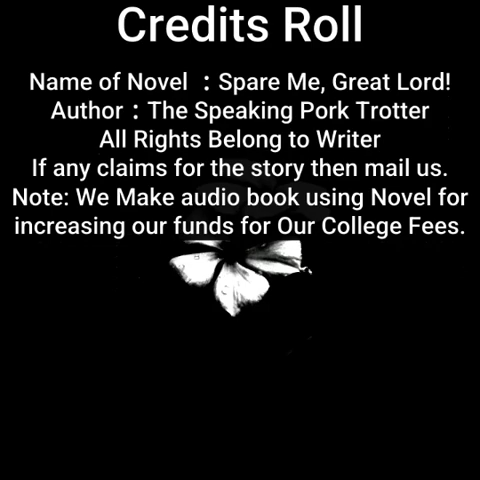 Credits Roll
Name of Novel ：Spare Me, Great Lord!
Author：The Speaking Pork Trotter
All Rights Belong to Writer
If any claims for the story then mail us.
Note: We Make audio book using Novel for
increasing our funds for Our College Fees.